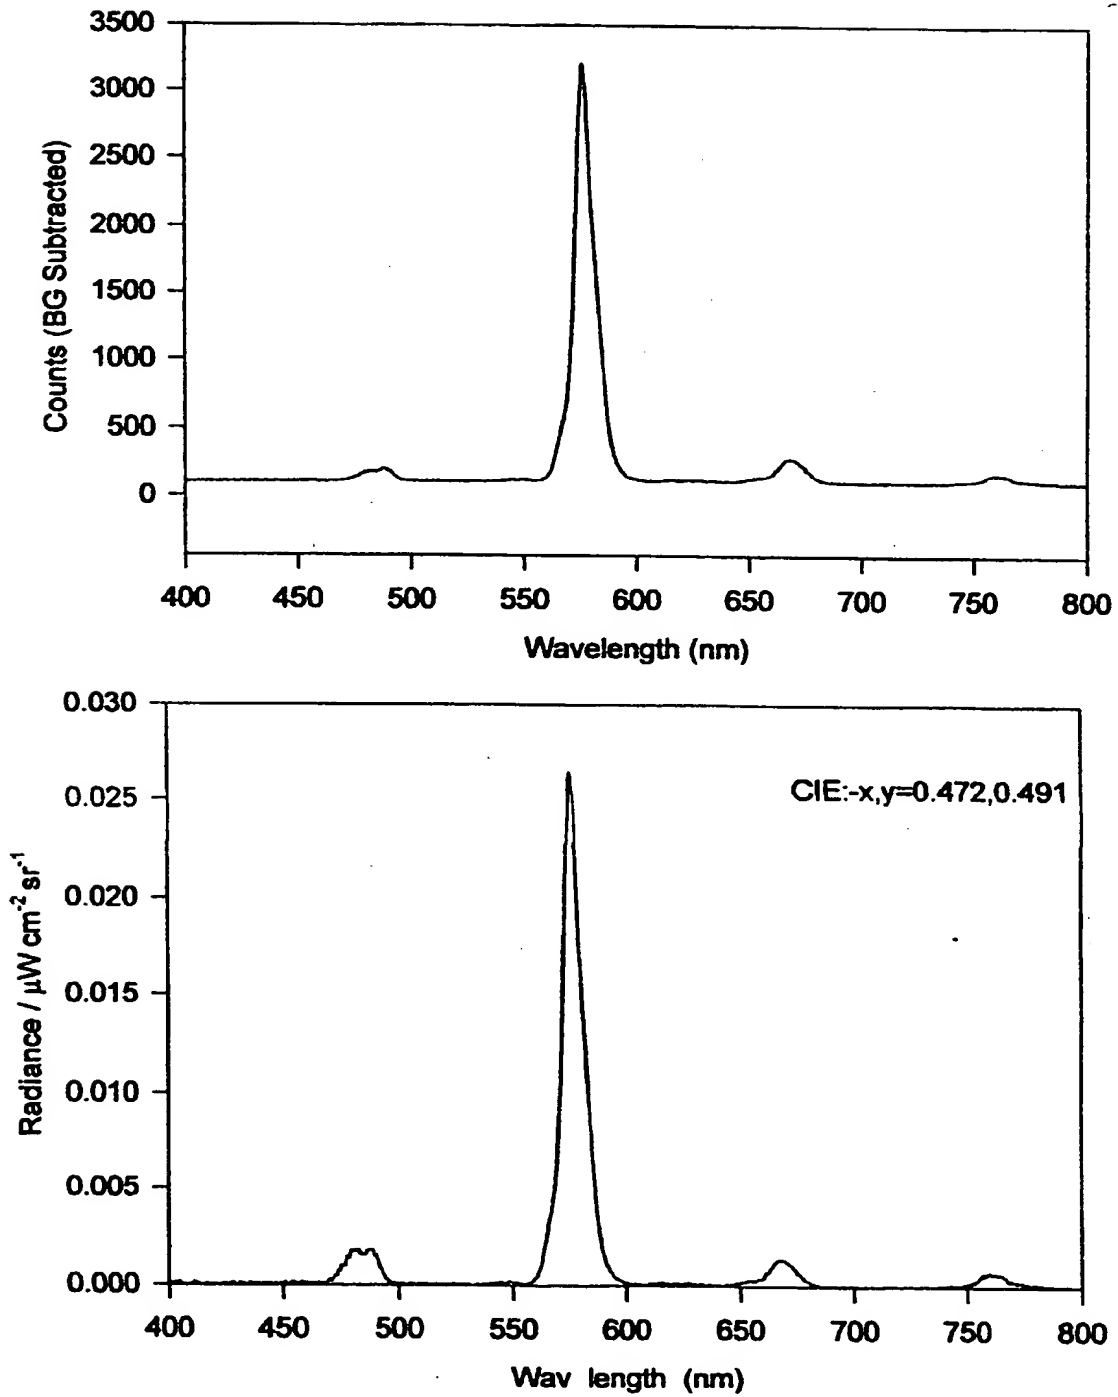 3500
3000
2500
2000
1500
1000
500
0
Counts (BG Subtracted)
400 450 500 550 600 650 700 750 800
Wavelength (nm)
0.030
0.025
0.020
0.015
0.010
0.005
0.000
CIE:-x,y=0.472,0.491
Radiance / μW cm⁻² sr⁻¹
400 450 500 550 600 650 700 750 800
Wav length (nm)